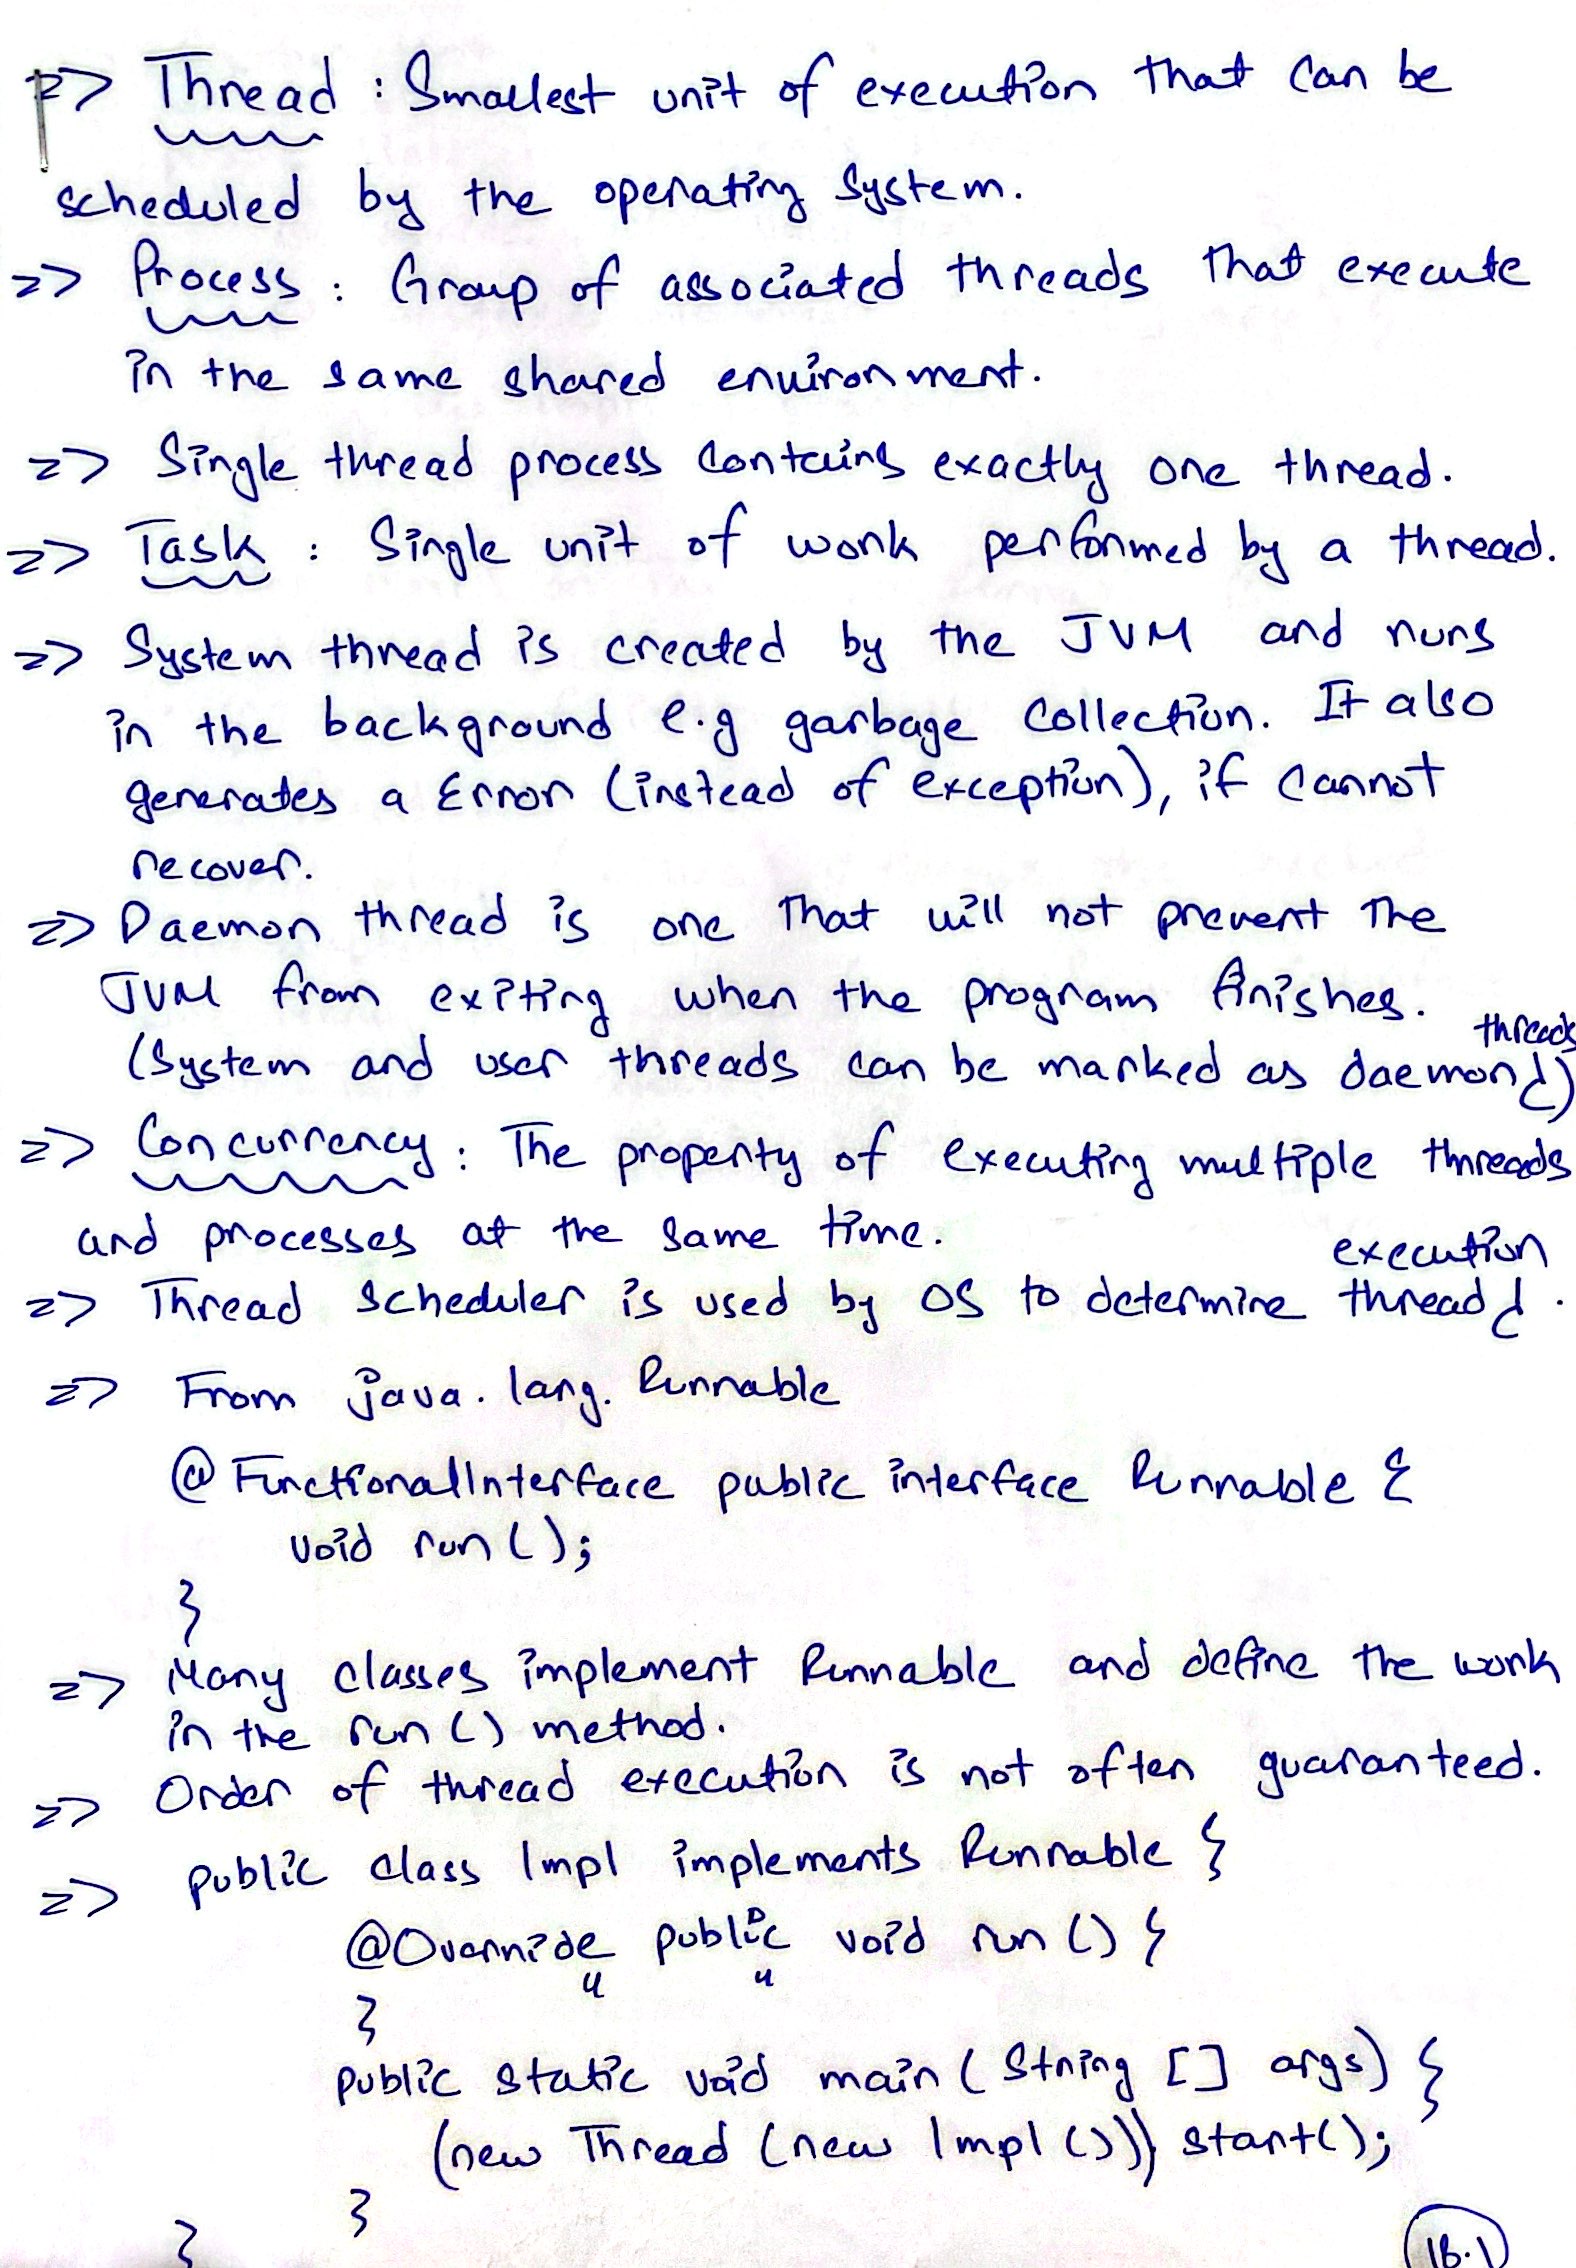 => Thread : Smallest unit of execution that can be
scheduled by the operating system.
=> Process : Group of associated threads that execute
in the same shared environment.
=> Single thread process contains exactly one thread.
=> Task : Single unit of work performed by a thread.
=> System thread is created by the JVM and runs
in the background e.g garbage collection. It also
generates a Error (instead of exception), if cannot
recover.
=> Daemon thread is one that will not prevent the
JVM from exiting when the program finishes.
(System and user threads can be marked as daemon threads)
=> Concurrency : The property of executing multiple threads
and processes at the same time.
=> Thread scheduler is used by OS to determine thread execution.
=> From java.lang.Runnable
@FunctionalInterface public interface Runnable {
void run();
}
=> Many classes implement Runnable and define the work
in the run() method.
=> Order of thread execution is not often guaranteed.
=> public class Impl implements Runnable {
@Override public void run() {
}
public static void main(String [] args) {
(new Thread (new Impl())) start();
}
}
18.1